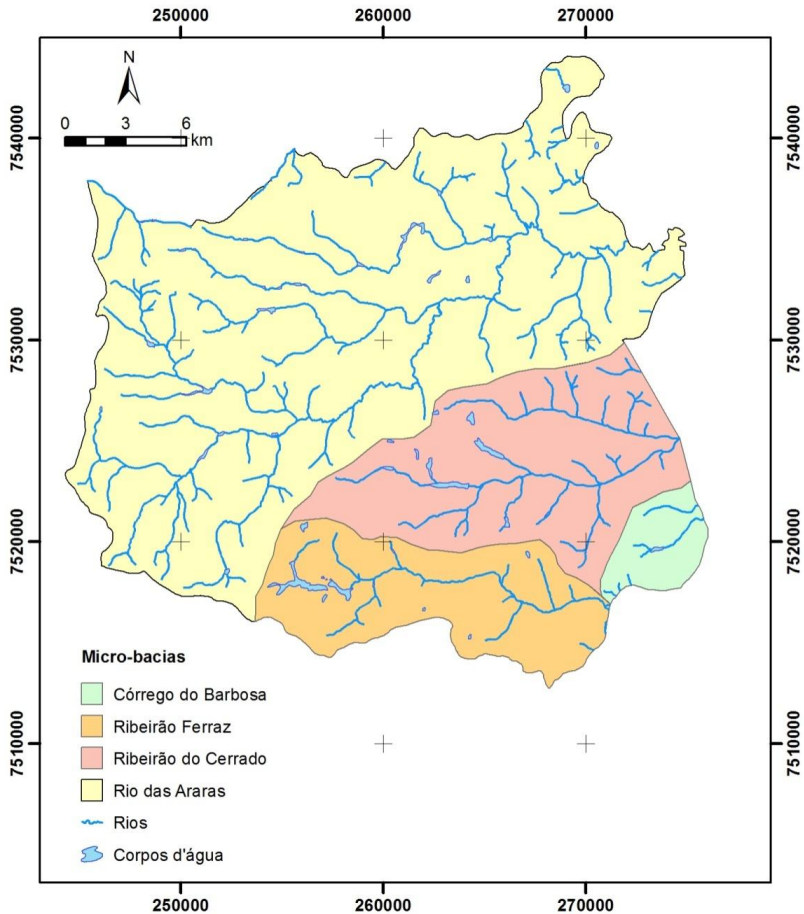 250000 260000 270000
N
0 3 6
km
7540000 7540000
7530000 7530000
7520000 7520000
7510000 7510000
Micro-bacias
Córrego do Barbosa
Ribeirão Ferraz
Ribeirão do Cerrado
Rio das Araras
Rios
Corpos d'água
250000 260000 270000